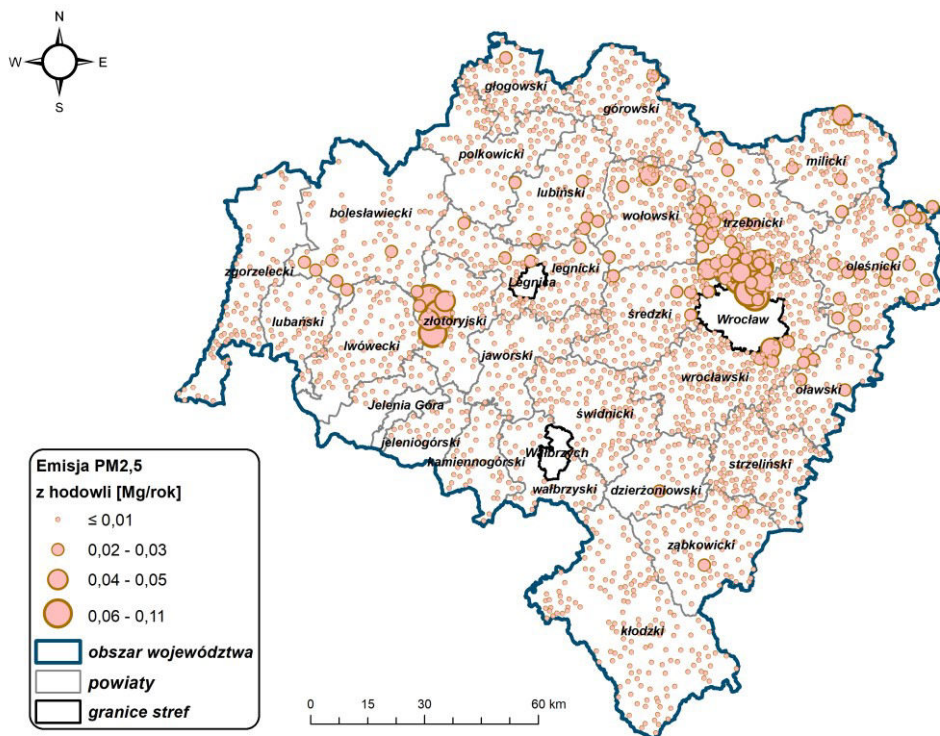 N
W E
S
głogowski
górowski
polkowicki
milicki
lubiński
wołowski
trzebnicki
bolesławiecki
zgorzelecki
legnicki
oleśnicki
Legnica
lubański
złotoryjski
średzki
Wrocław
lwówecki
jaworski
wrocławski
oławski
Jelenia Góra
świdnicki
jeleniogórski
kamiennogórski
Wałbrzych
strzeliński
wałbrzyski
dzierżoniowski
ząbkowicki
kłodzki
Emisja PM2,5
z hodowli [Mg/rok]
≤ 0,01
0,02 - 0,03
0,04 - 0,05
0,06 - 0,11
obszar województwa
powiaty
granice stref
0 15 30 60 km